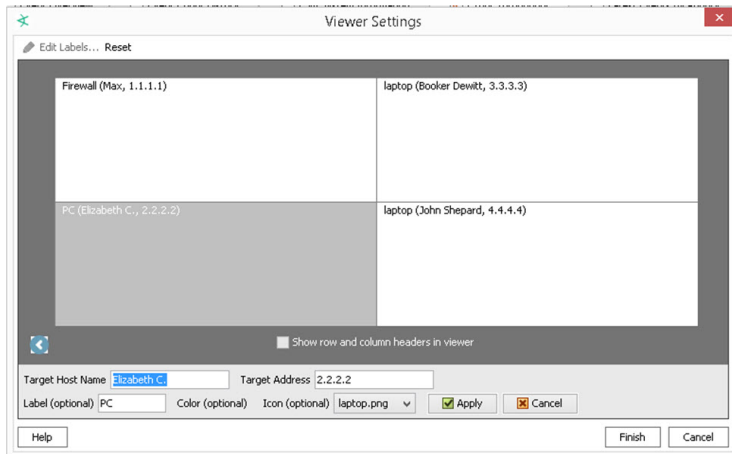 Viewer Settings
Edit Labels... Reset
Firewall (Max, 1.1.1.1)
laptop (Booker Dewitt, 3.3.3.3)
PC (Elizabeth C., 2.2.2.2)
laptop (John Shepard, 4.4.4.4)
Show row and column headers in viewer
Target Host Name Elizabeth C. Target Address 2.2.2.2
Label (optional) PC Color (optional) Icon (optional) laptop.png Apply Cancel
Help Finish Cancel